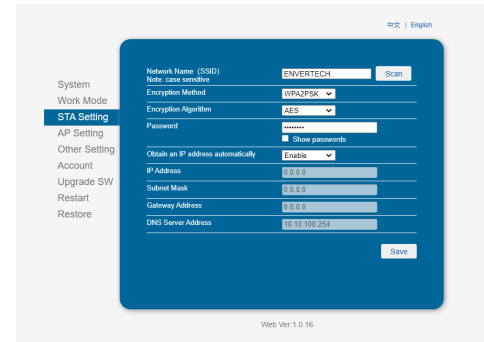 中文 | English
System
Work Mode
STA Setting
AP Setting
Other Setting
Account
Upgrade SW
Restart
Restore
Network Name (SSID)
Note: case sensitive
ENVERTECH
Scan
Encryption Method
WPA2PSK
Encryption Algorithm
AES
Password
••••••••
Show passwords
Obtain an IP address automatically
Enable
IP Address
0.0.0.0
Subnet Mask
0.0.0.0
Gateway Address
0.0.0.0
DNS Server Address
10.10.100.254
Save
Web Ver:1.0.16